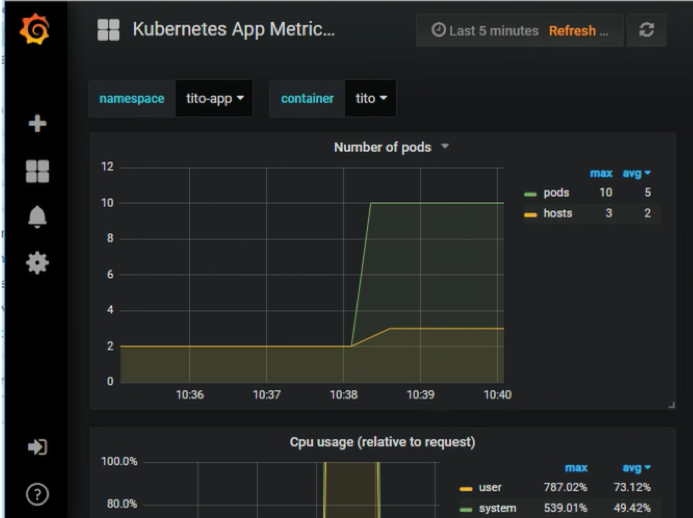 Kubernetes App Metric...
Last 5 minutes Refresh ...
namespace tito-app container tito
Number of pods
12
10
8
6
4
2
0
10:36 10:37 10:38 10:39 10:40
max avg
pods 10 5
hosts 3 2
Cpu usage (relative to request)
100.0%
80.0%
max avg
user 787.02% 73.12%
system 539.01% 49.42%